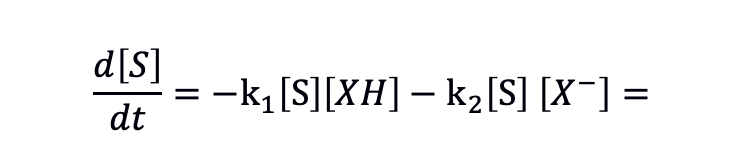 d[S]/dt = −k₁[S][XH] − k₂[S] [X⁻] =